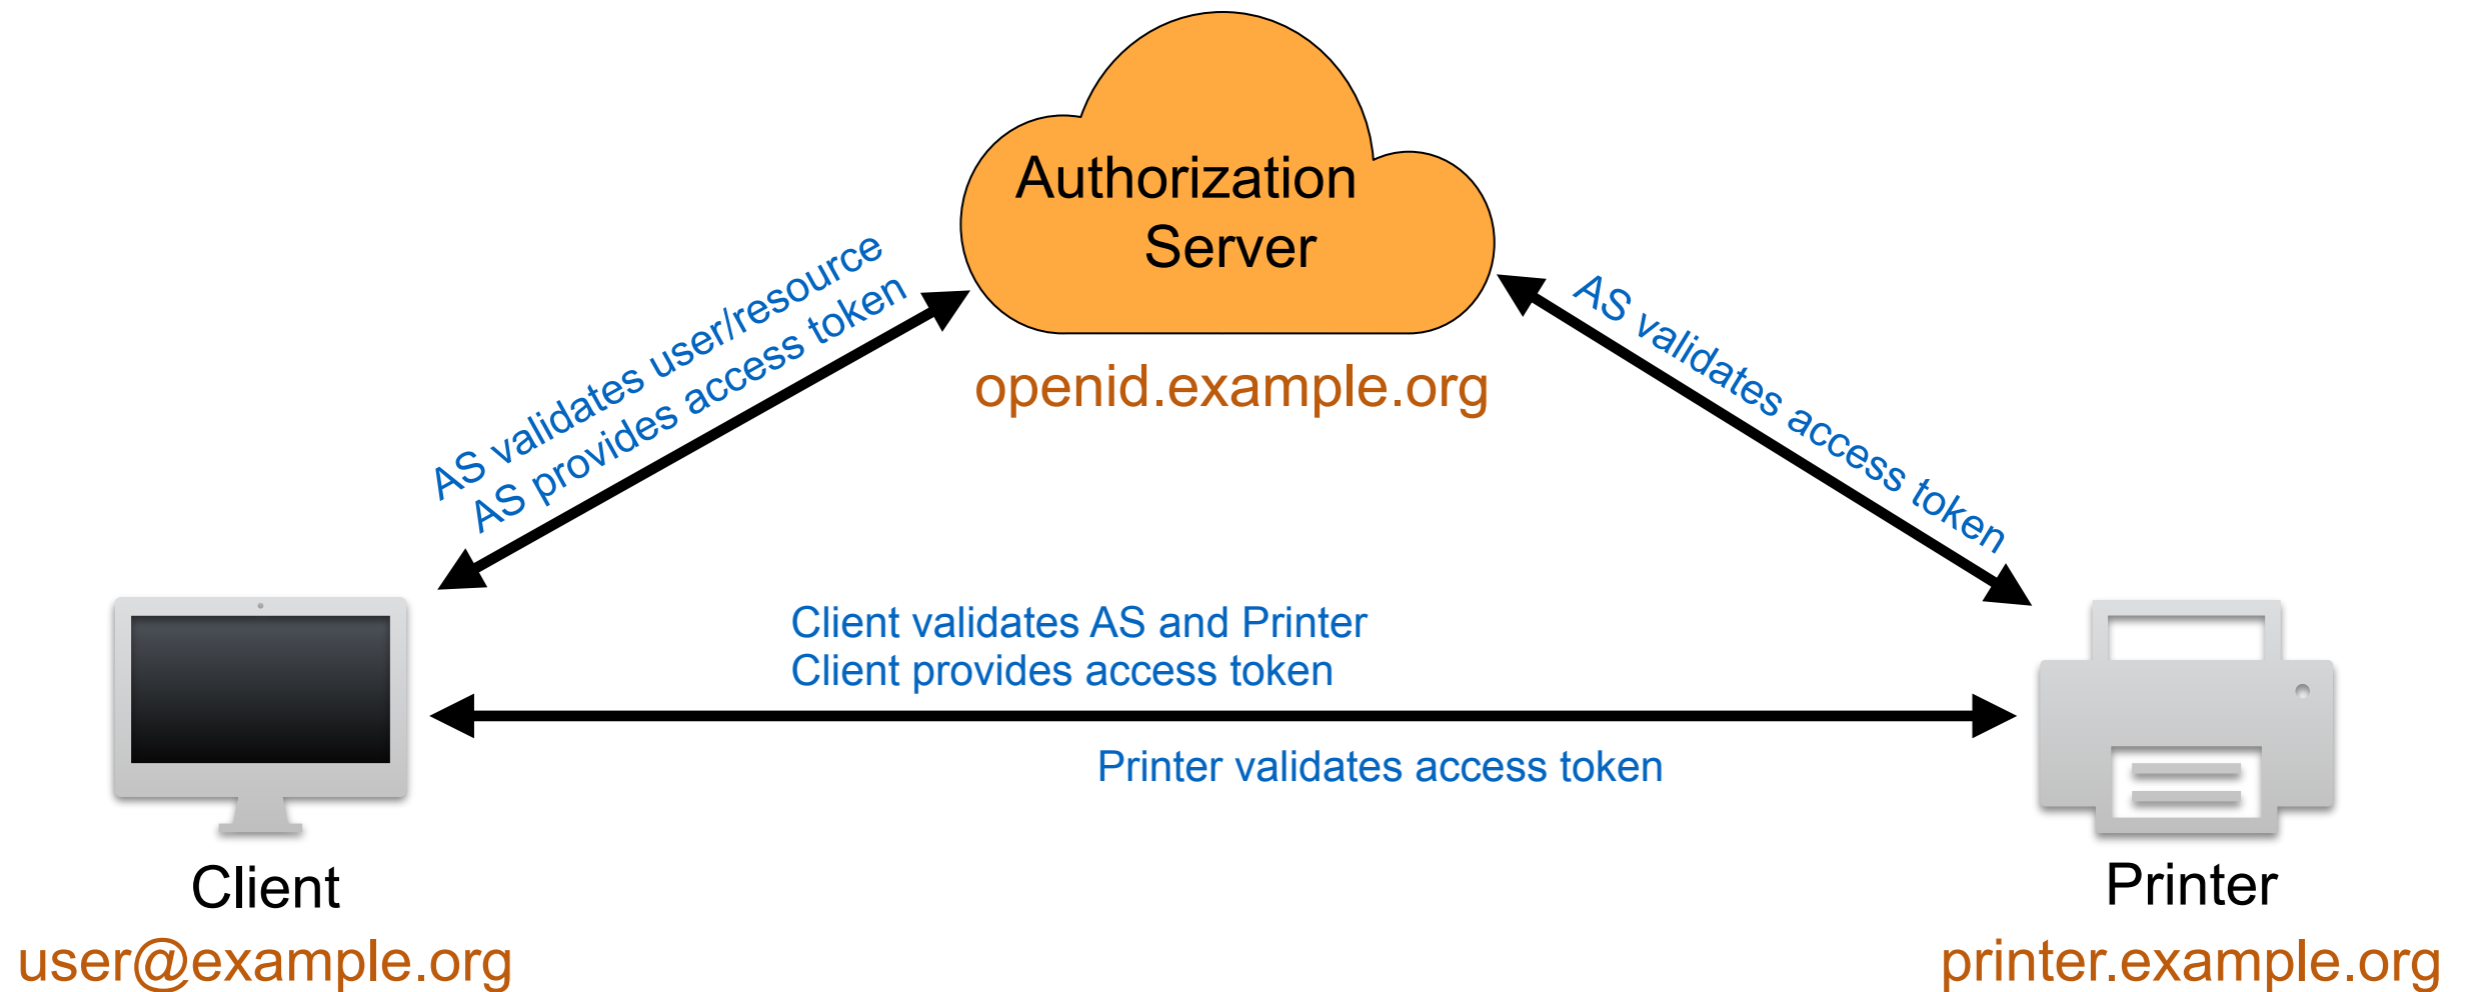 Authorization
Server
openid.example.org
AS validates user/resource
AS provides access token
AS validates access token
Client validates AS and Printer
Client provides access token
Printer validates access token
Client
user@example.org
Printer
printer.example.org